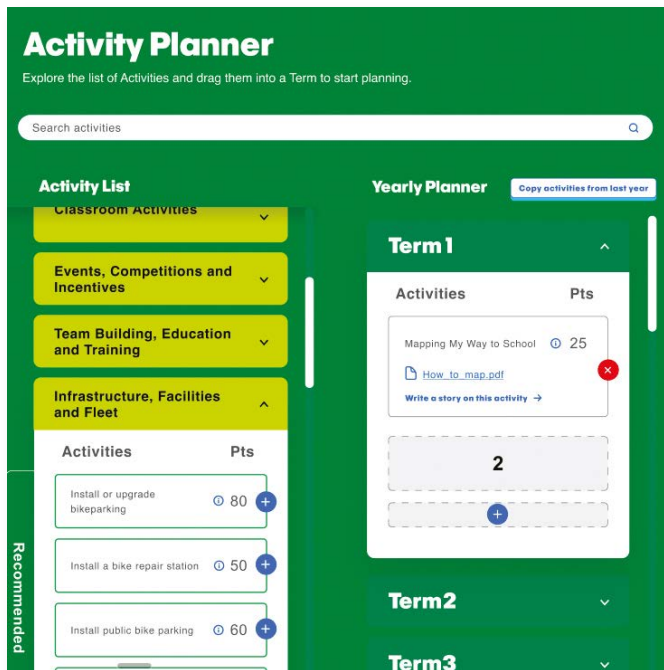 Activity Planner
Explore the list of Activities and drag them into a Term to start planning.
Search activities
Activity List
Classroom Activities
Events, Competitions and
Incentives
Team Building, Education
and Training
Infrastructure, Facilities
and Fleet
Activities Pts
Install or upgrade
bikeparking
80
Install a bike repair station 50
Install public bike parking 60
Recommended
Yearly Planner
Copy activities from last year
Term 1
Activities Pts
Mapping My Way to School 25
How_to_map.pdf
Write a story on this activity →
2
Term2
Term3